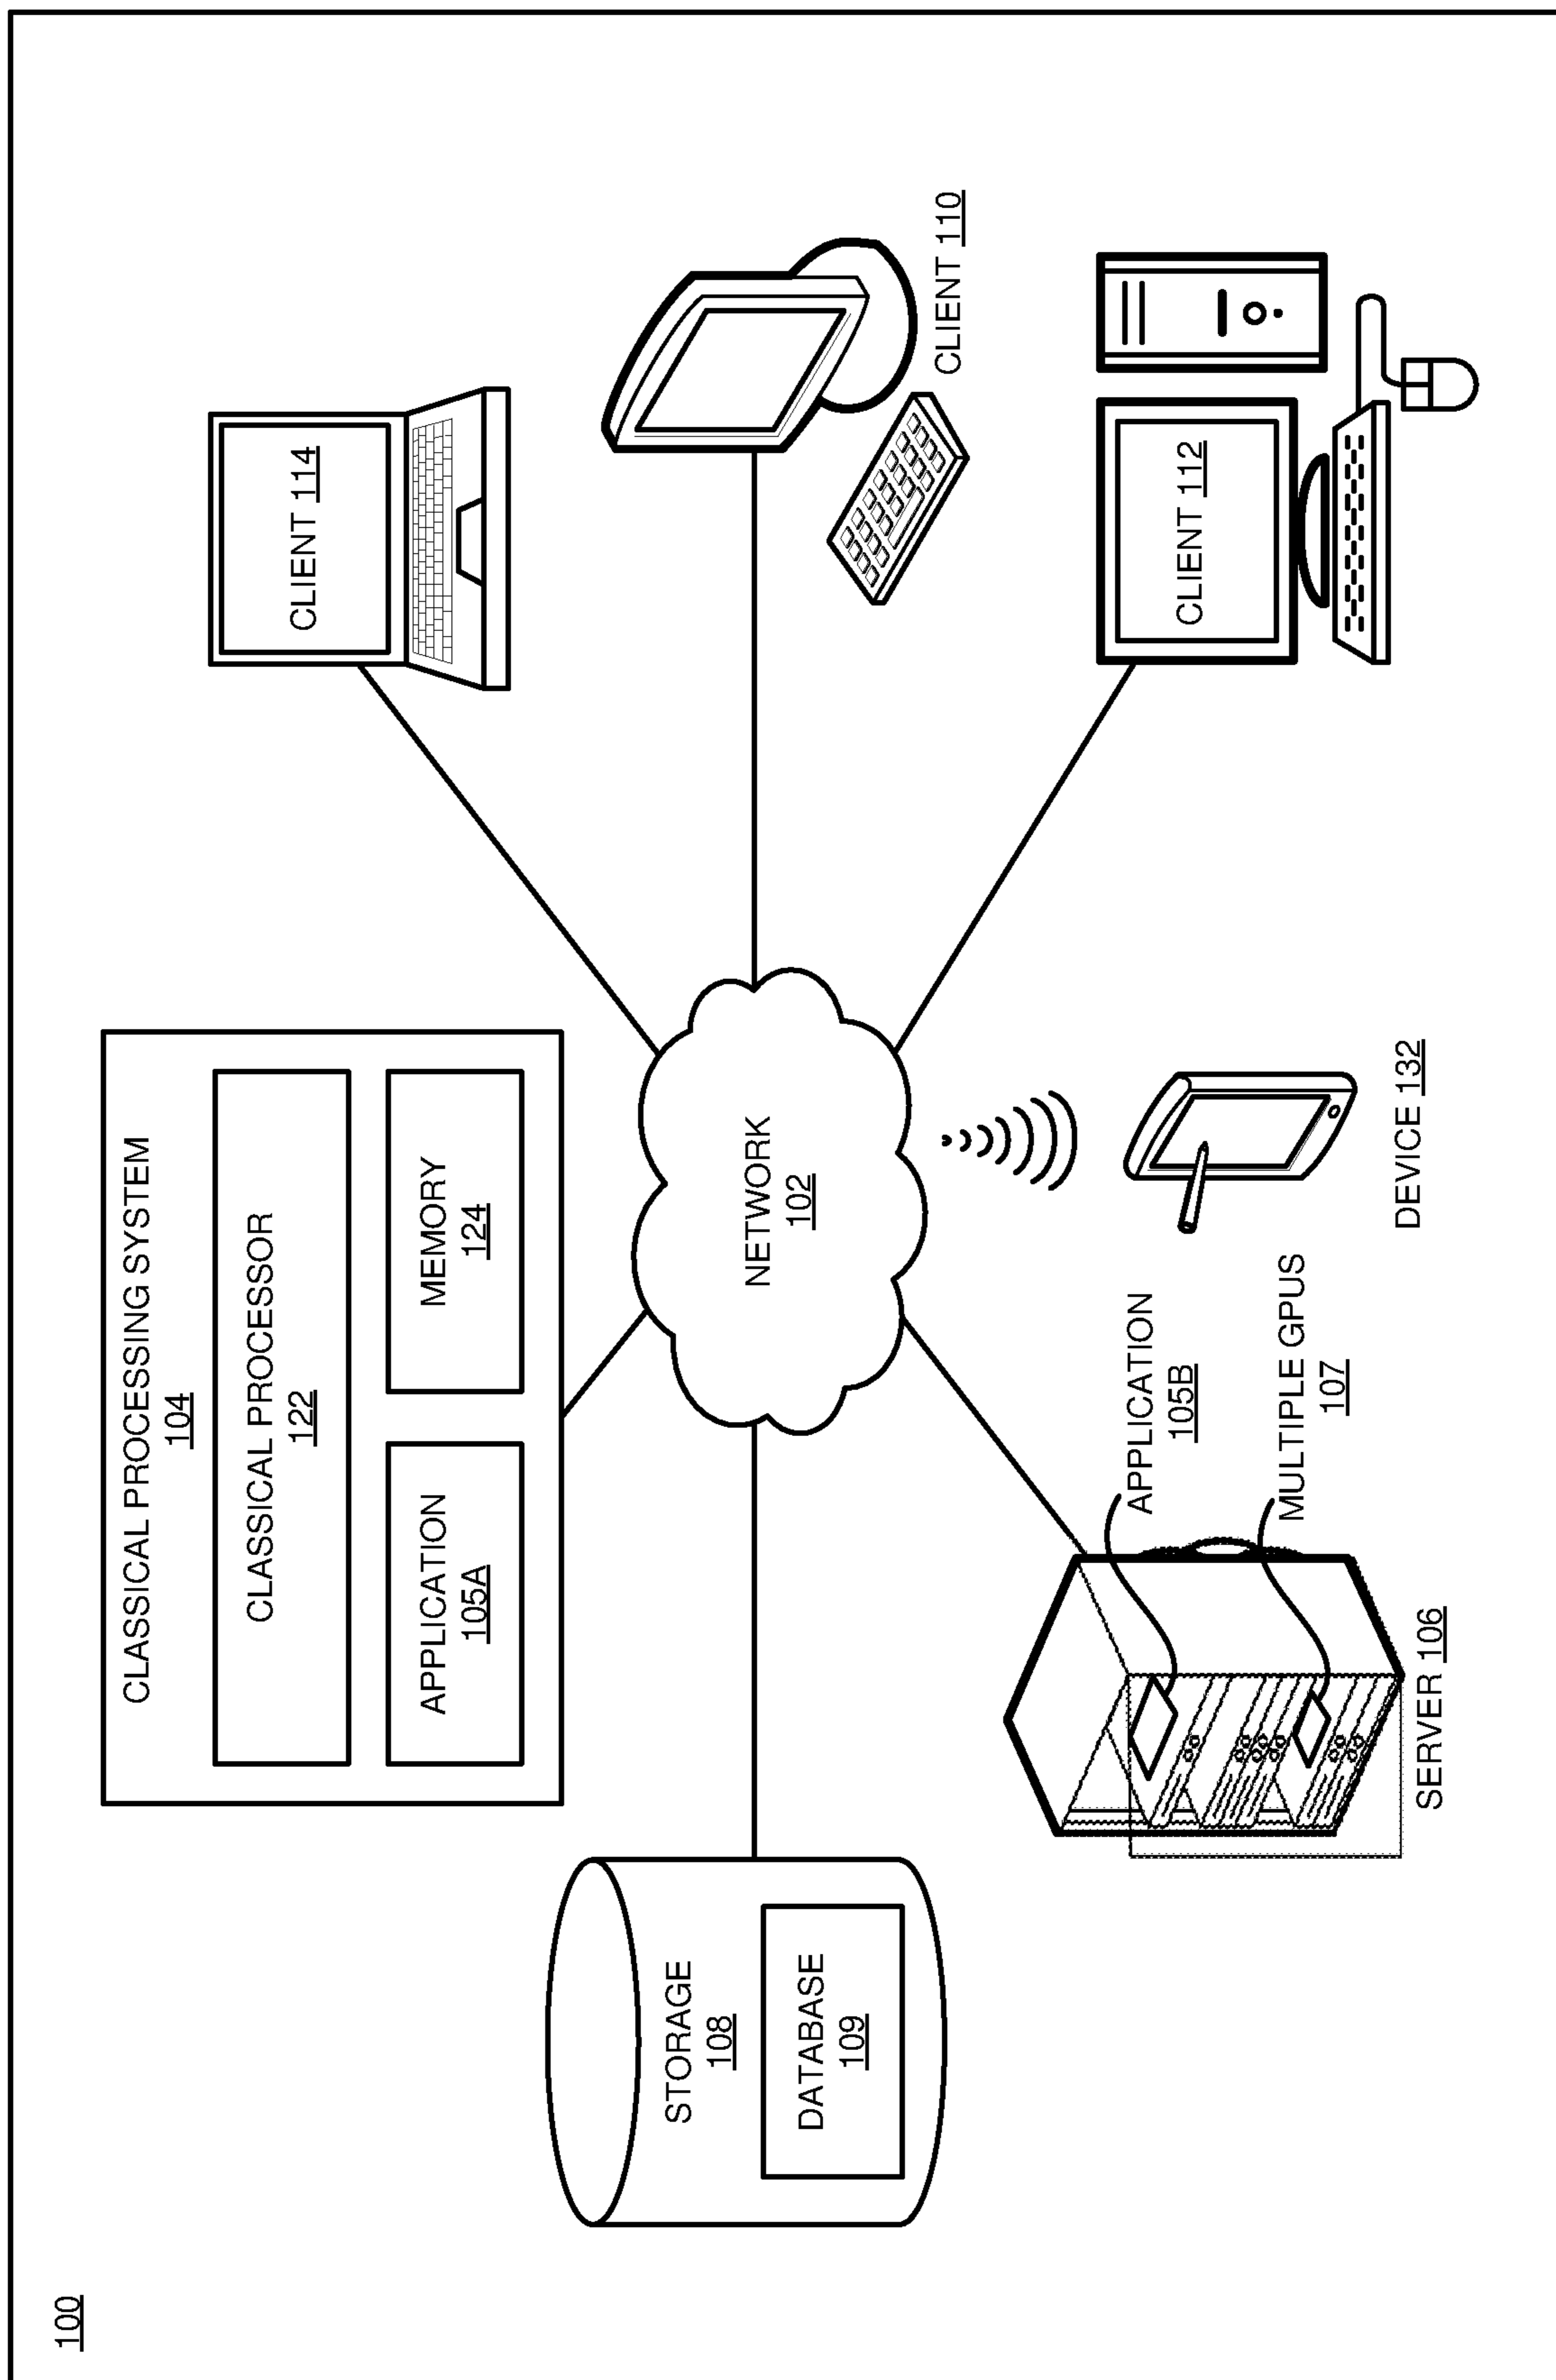 100
CLASSICAL PROCESSING SYSTEM
104
CLASSICAL PROCESSOR
122
APPLICATION
105A
MEMORY
124
CLIENT 114
STORAGE
108
DATABASE
109
NETWORK
102
CLIENT 110
APPLICATION
105B
MULTIPLE GPUS
107
SERVER 106
DEVICE 132
CLIENT 112